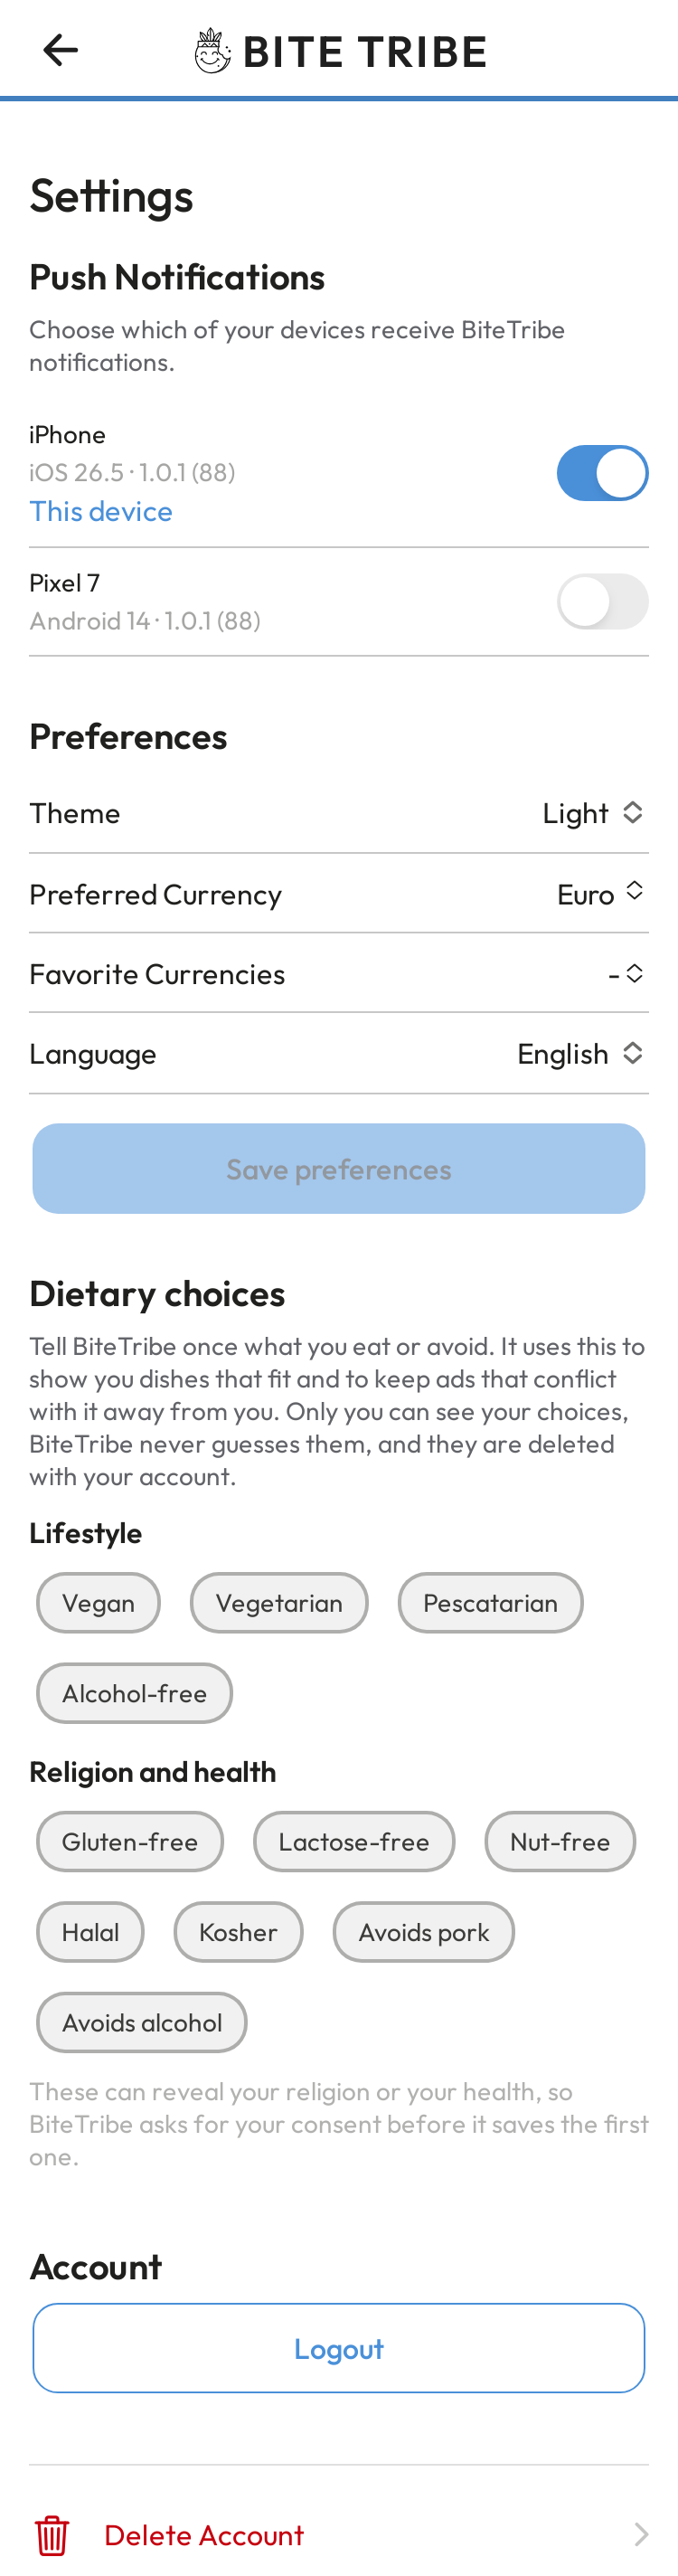 BITE TRIBE
Settings
Push Notifications
Choose which of your devices receive BiteTribe
notifications.
iPhone
iOS 26.5 · 1.0.1 (88)
This device
Pixel 7
Android 14 · 1.0.1 (88)
Preferences
Theme Light
Preferred Currency Euro
Favorite Currencies -
Language English
Save preferences
Dietary choices
Tell BiteTribe once what you eat or avoid. It uses this to
show you dishes that fit and to keep ads that conflict
with it away from you. Only you can see your choices,
BiteTribe never guesses them, and they are deleted
with your account.
Lifestyle
Vegan Vegetarian Pescatarian
Alcohol-free
Religion and health
Gluten-free Lactose-free Nut-free
Halal Kosher Avoids pork
Avoids alcohol
These can reveal your religion or your health, so
BiteTribe asks for your consent before it saves the first
one.
Account
Logout
Delete Account